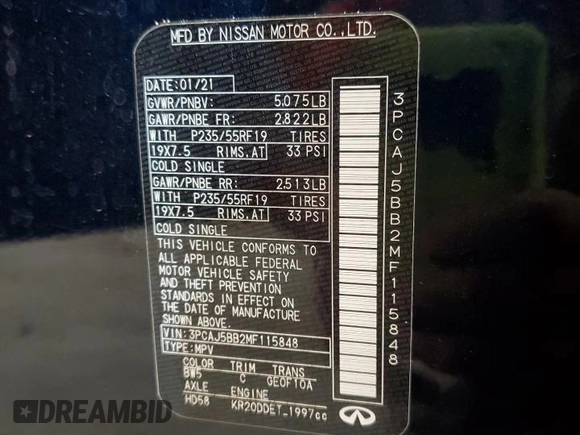 MFD BY NISSAN MOTOR CO.,LTD.
DATE:01/21
GVWR/PNBV: 5,075LB
GAWR/PNBE FR: 2,822LB
WITH P235/55RF19 TIRES
19X7.5 RIMS.AT 33 PSI
COLD SINGLE
GAWR/PNBE RR: 2,513LB
WITH P235/55RF19 TIRES
19X7.5 RIMS.AT 33 PSI
COLD SINGLE
THIS VEHICLE CONFORMS TO
ALL APPLICABLE FEDERAL
MOTOR VEHICLE SAFETY
AND THEFT PREVENTION
STANDARDS IN EFFECT ON
THE DATE OF MANUFACTURE
SHOWN ABOVE.
VIN: 3PCAJ5BB2MF115848
TYPE:MPV
COLOR TRIM TRANS
BW5 C GE0F10A
AXLE ENGINE
HD58 KR20DDET_1997cc
3PCAJ5BB2MF115848
REBIDMOTORS